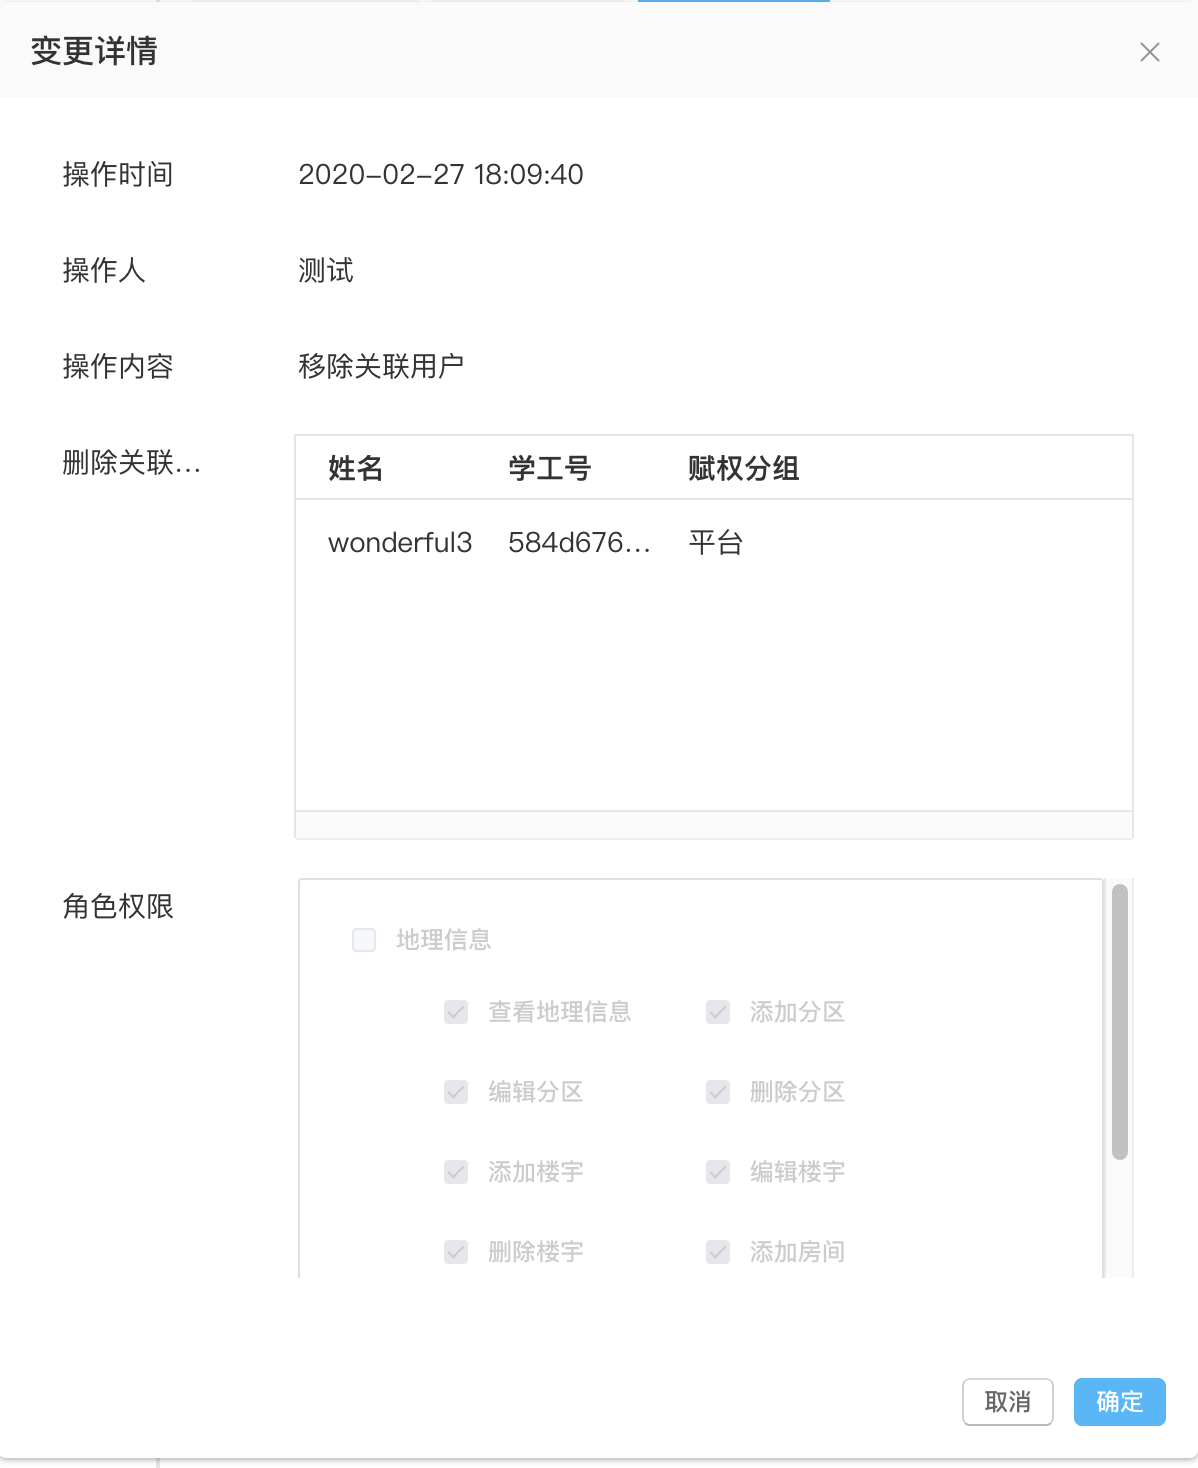 变更详情
操作时间 2020-02-27 18:09:40
操作人 测试
操作内容 移除关联用户
删除关联...
姓名 学工号 赋权分组
wonderful3 584d676... 平台
角色权限
地理信息
查看地理信息 添加分区
编辑分区 删除分区
添加楼宇 编辑楼宇
删除楼宇 添加房间
取消 确定